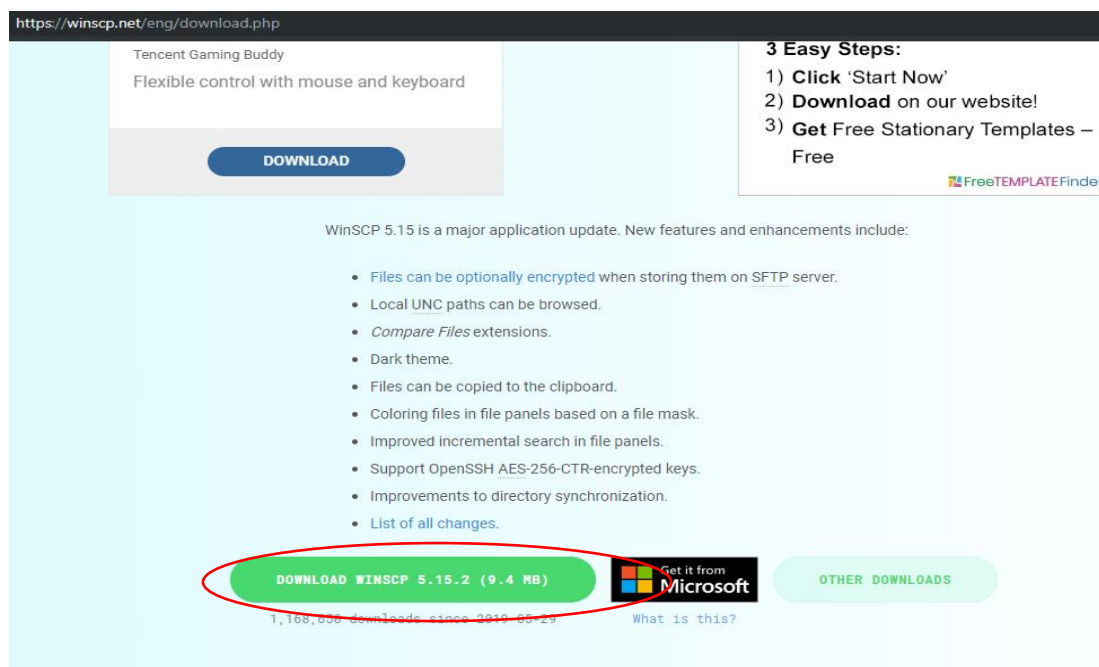 https://winscp.net/eng/download.php
Tencent Gaming Buddy
Flexible control with mouse and keyboard
DOWNLOAD
3 Easy Steps:
1) Click ‘Start Now’
2) Download on our website!
3) Get Free Stationary Templates –
Free
FreeTEMPLATEFinder
WinSCP 5.15 is a major application update. New features and enhancements include:
• Files can be optionally encrypted when storing them on SFTP server.
• Local UNC paths can be browsed.
• Compare Files extensions.
• Dark theme.
• Files can be copied to the clipboard.
• Coloring files in file panels based on a file mask.
• Improved incremental search in file panels.
• Support OpenSSH AES-256-CTR-encrypted keys.
• Improvements to directory synchronization.
• List of all changes.
DOWNLOAD WINSCP 5.15.2 (9.4 MB)
Get it from
Microsoft
OTHER DOWNLOADS
downloads since 2019-05-29
What is this?